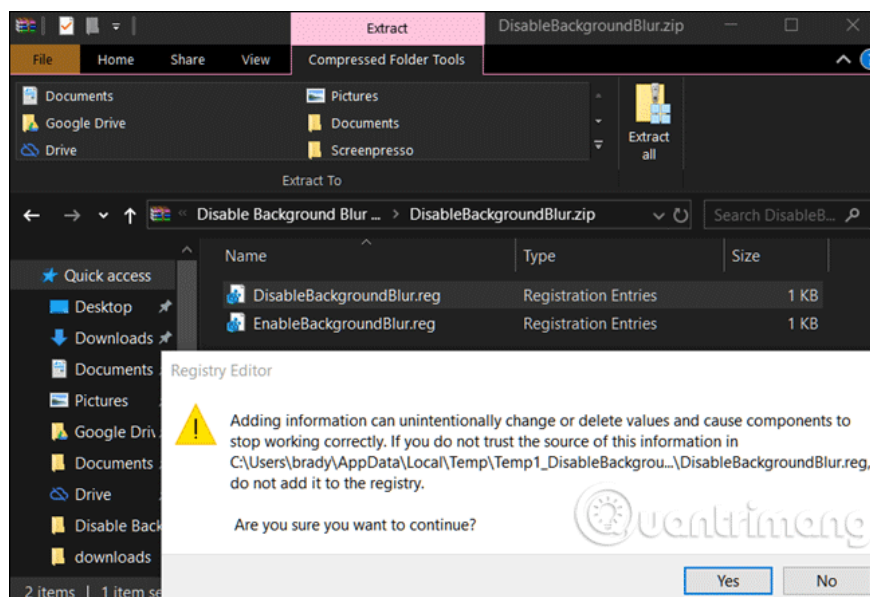 Extract
DisableBackgroundBlur.zip
File
Home
Share
View
Compressed Folder Tools
Documents
Pictures
Google Drive
Documents
Drive
Screenpresso
Extract
all
Extract To
Disable Background Blur ... > DisableBackgroundBlur.zip
Search DisableB...
Name
Type
Size
Quick access
DisableBackgroundBlur.reg
Registration Entries
1 KB
Desktop
EnableBackgroundBlur.reg
Registration Entries
1 KB
Downloads
Documents
Registry Editor
Pictures
Google Driv
Documents
Drive
Disable Back
downloads
Adding information can unintentionally change or delete values and cause components to
stop working correctly. If you do not trust the source of this information in
C:\Users\brady\AppData\Local\Temp\Temp1_DisableBackgrou...\DisableBackgroundBlur.reg,
do not add it to the registry.
Are you sure you want to continue?
Quantrimang
Yes
No
2 items
1 item se